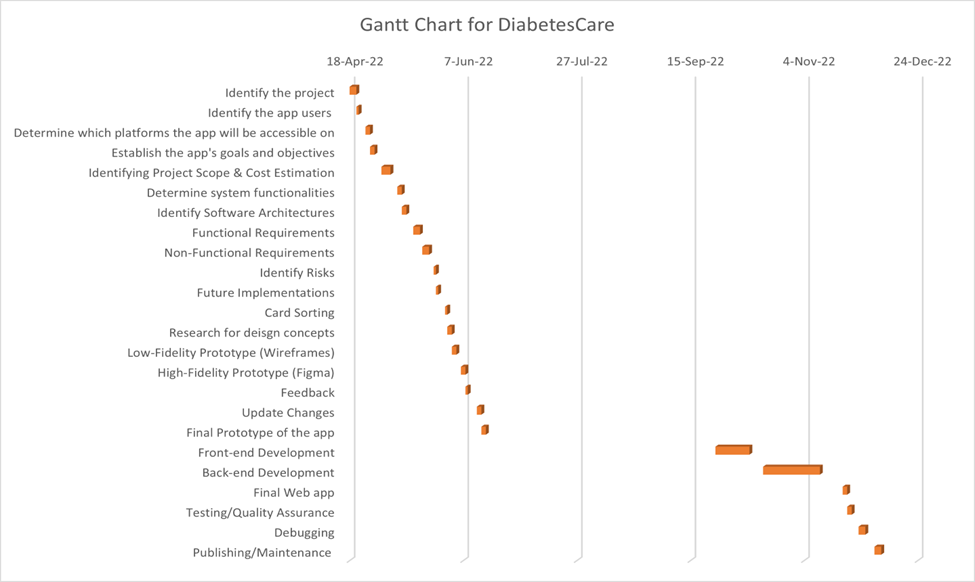 Gantt Chart for DiabetesCare
18-Apr-22 7-Jun-22 27-Jul-22 15-Sep-22 4-Nov-22 24-Dec-22
Identify the project
Identify the app users
Determine which platforms the app will be accessible on
Establish the app's goals and objectives
Identifying Project Scope & Cost Estimation
Determine system functionalities
Identify Software Architectures
Functional Requirements
Non-Functional Requirements
Identify Risks
Future Implementations
Card Sorting
Research for deisgn concepts
Low-Fidelity Prototype (Wireframes)
High-Fidelity Prototype (Figma)
Feedback
Update Changes
Final Prototype of the app
Front-end Development
Back-end Development
Final Web app
Testing/Quality Assurance
Debugging
Publishing/Maintenance